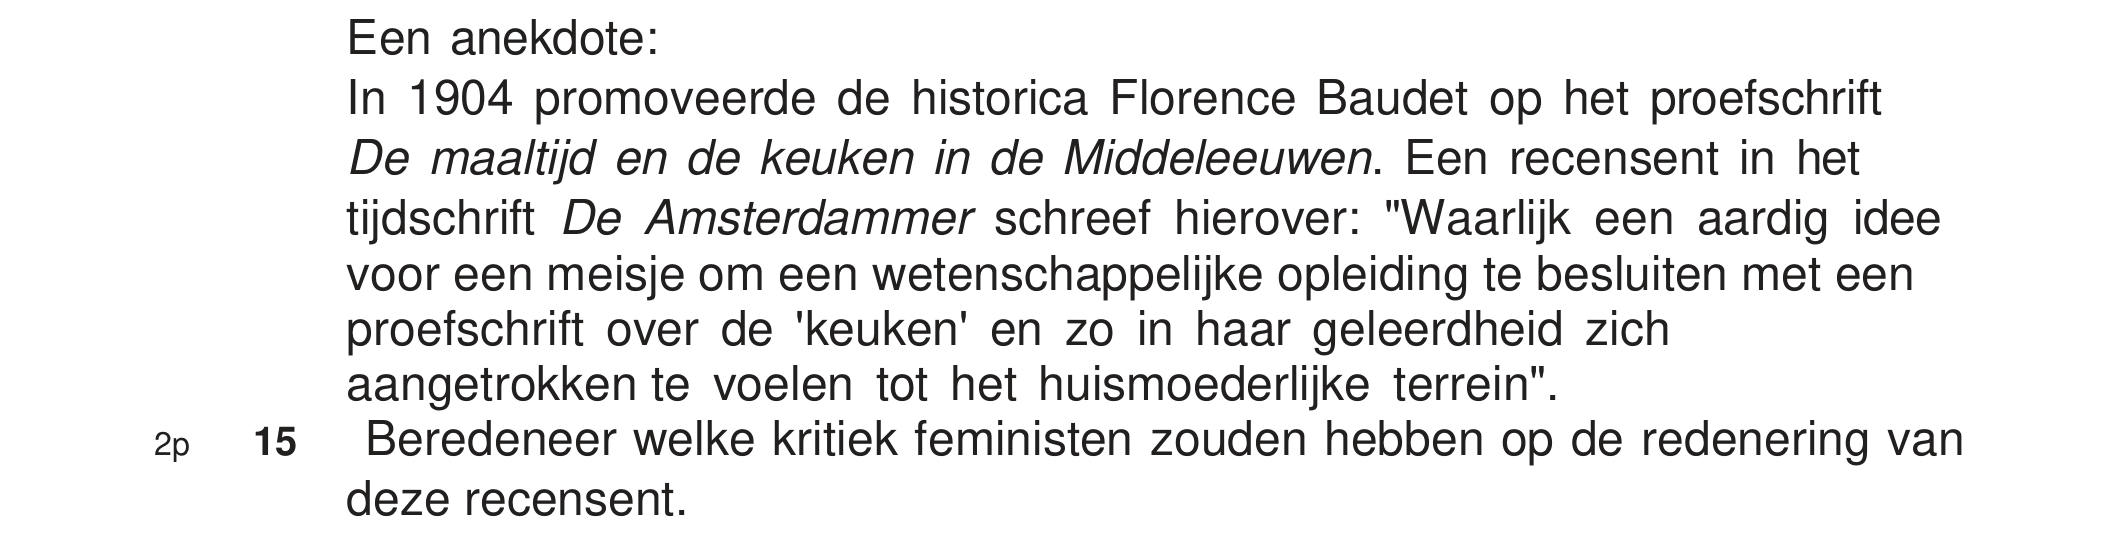 Een anekdote:
In 1904 promoveerde de historica Florence Baudet op het proefschrift
De maaltijd en de keuken in de Middeleeuwen. Een recensent in het
tijdschrift De Amsterdammer schreef hierover: "Waarlijk een aardig idee
voor een meisje om een wetenschappelijke opleiding te besluiten met een
proefschrift over de 'keuken' en zo in haar geleerdheid zich
aangetrokken te voelen tot het huismoederlijke terrein".
2p 15 Beredeneer welke kritiek feministen zouden hebben op de redenering van
deze recensent.